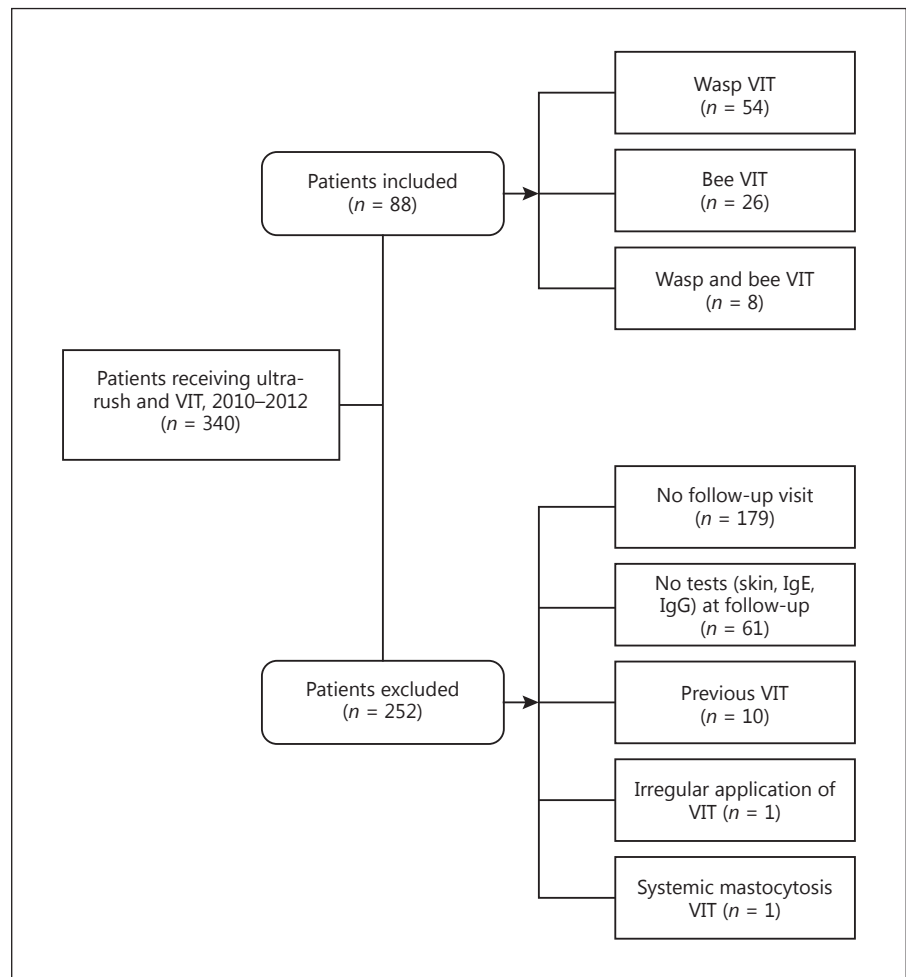 Wasp VIT
(n = 54)
Patients included
(n = 88)
Bee VIT
(n = 26)
Wasp and bee VIT
(n = 8)
Patients receiving ultra-
rush and VIT, 2010–2012
(n = 340)
No follow-up visit
(n = 179)
No tests (skin, IgE,
IgG) at follow-up
(n = 61)
Patients excluded
(n = 252)
Previous VIT
(n = 10)
Irregular application of
VIT (n = 1)
Systemic mastocytosis
VIT (n = 1)